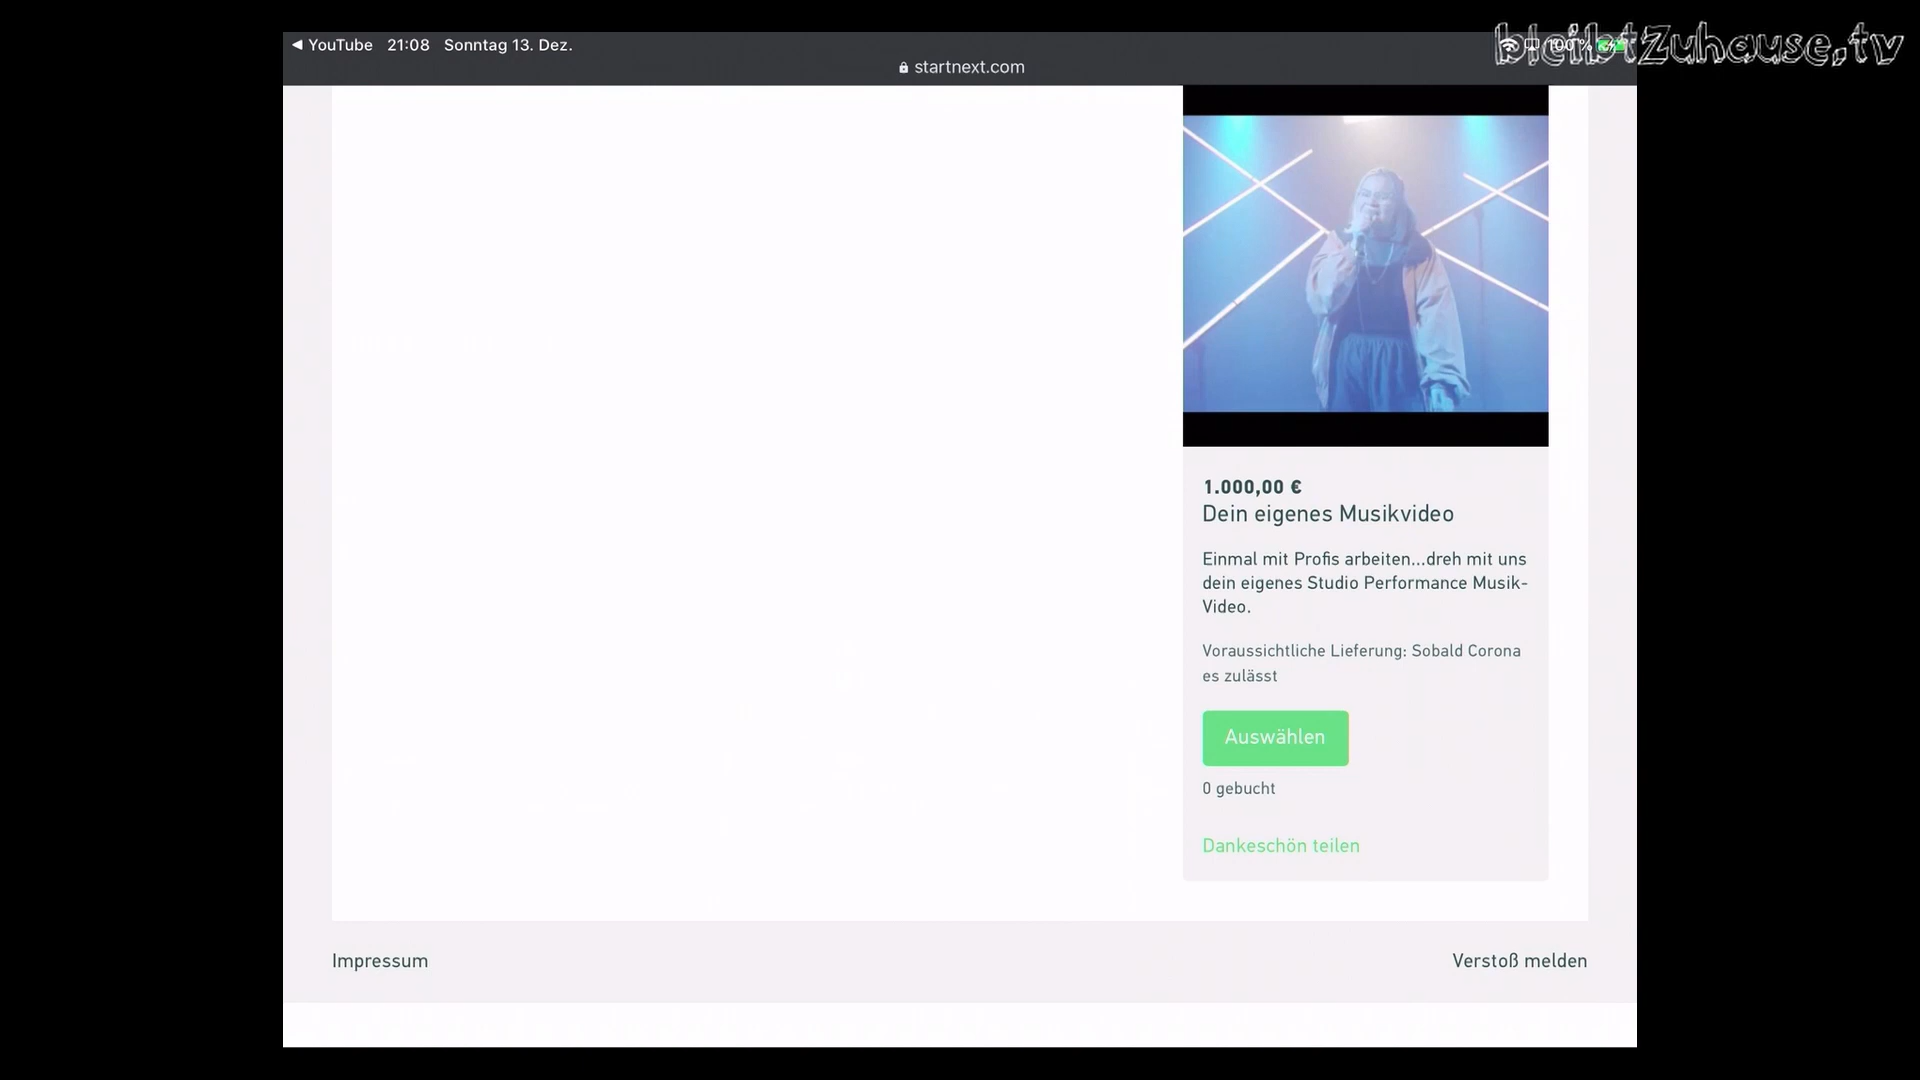 ◀ YouTube 21:08 Sonntag 13. Dez.
100 %
bleibtZuhause.tv
startnext.com
1.000,00 €
Dein eigenes Musikvideo
Einmal mit Profis arbeiten...dreh mit uns
dein eigenes Studio Performance Musik-
Video.
Voraussichtliche Lieferung: Sobald Corona
es zulässt
Auswählen
0 gebucht
Dankeschön teilen
Impressum
Verstoß melden